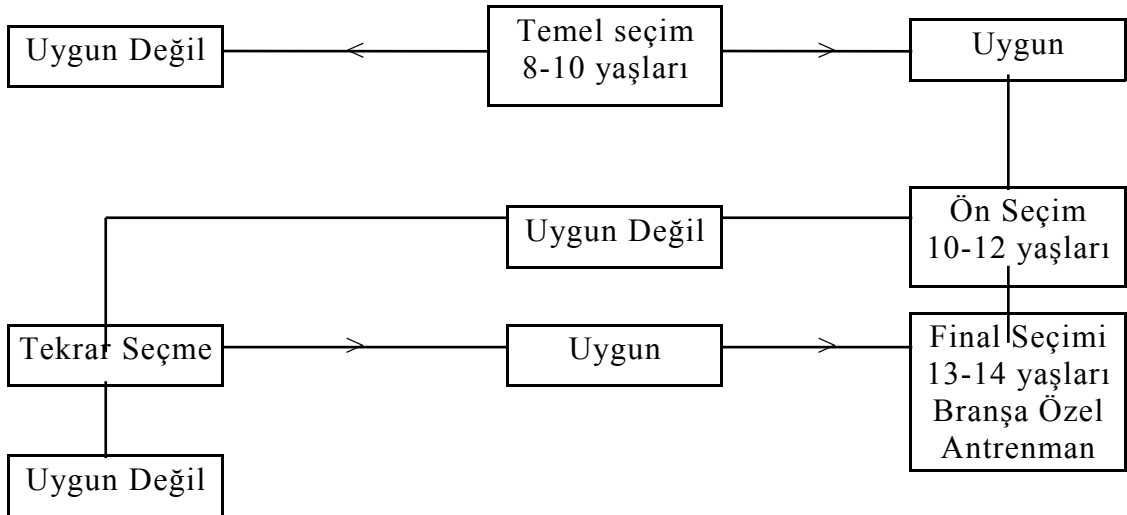 Uygun Değil
Temel seçim
8-10 yaşları
Uygun
Uygun Değil
Ön Seçim
10-12 yaşları
Tekrar Seçme
Uygun
Final Seçimi
13-14 yaşları
Branşa Özel
Antrenman
Uygun Değil